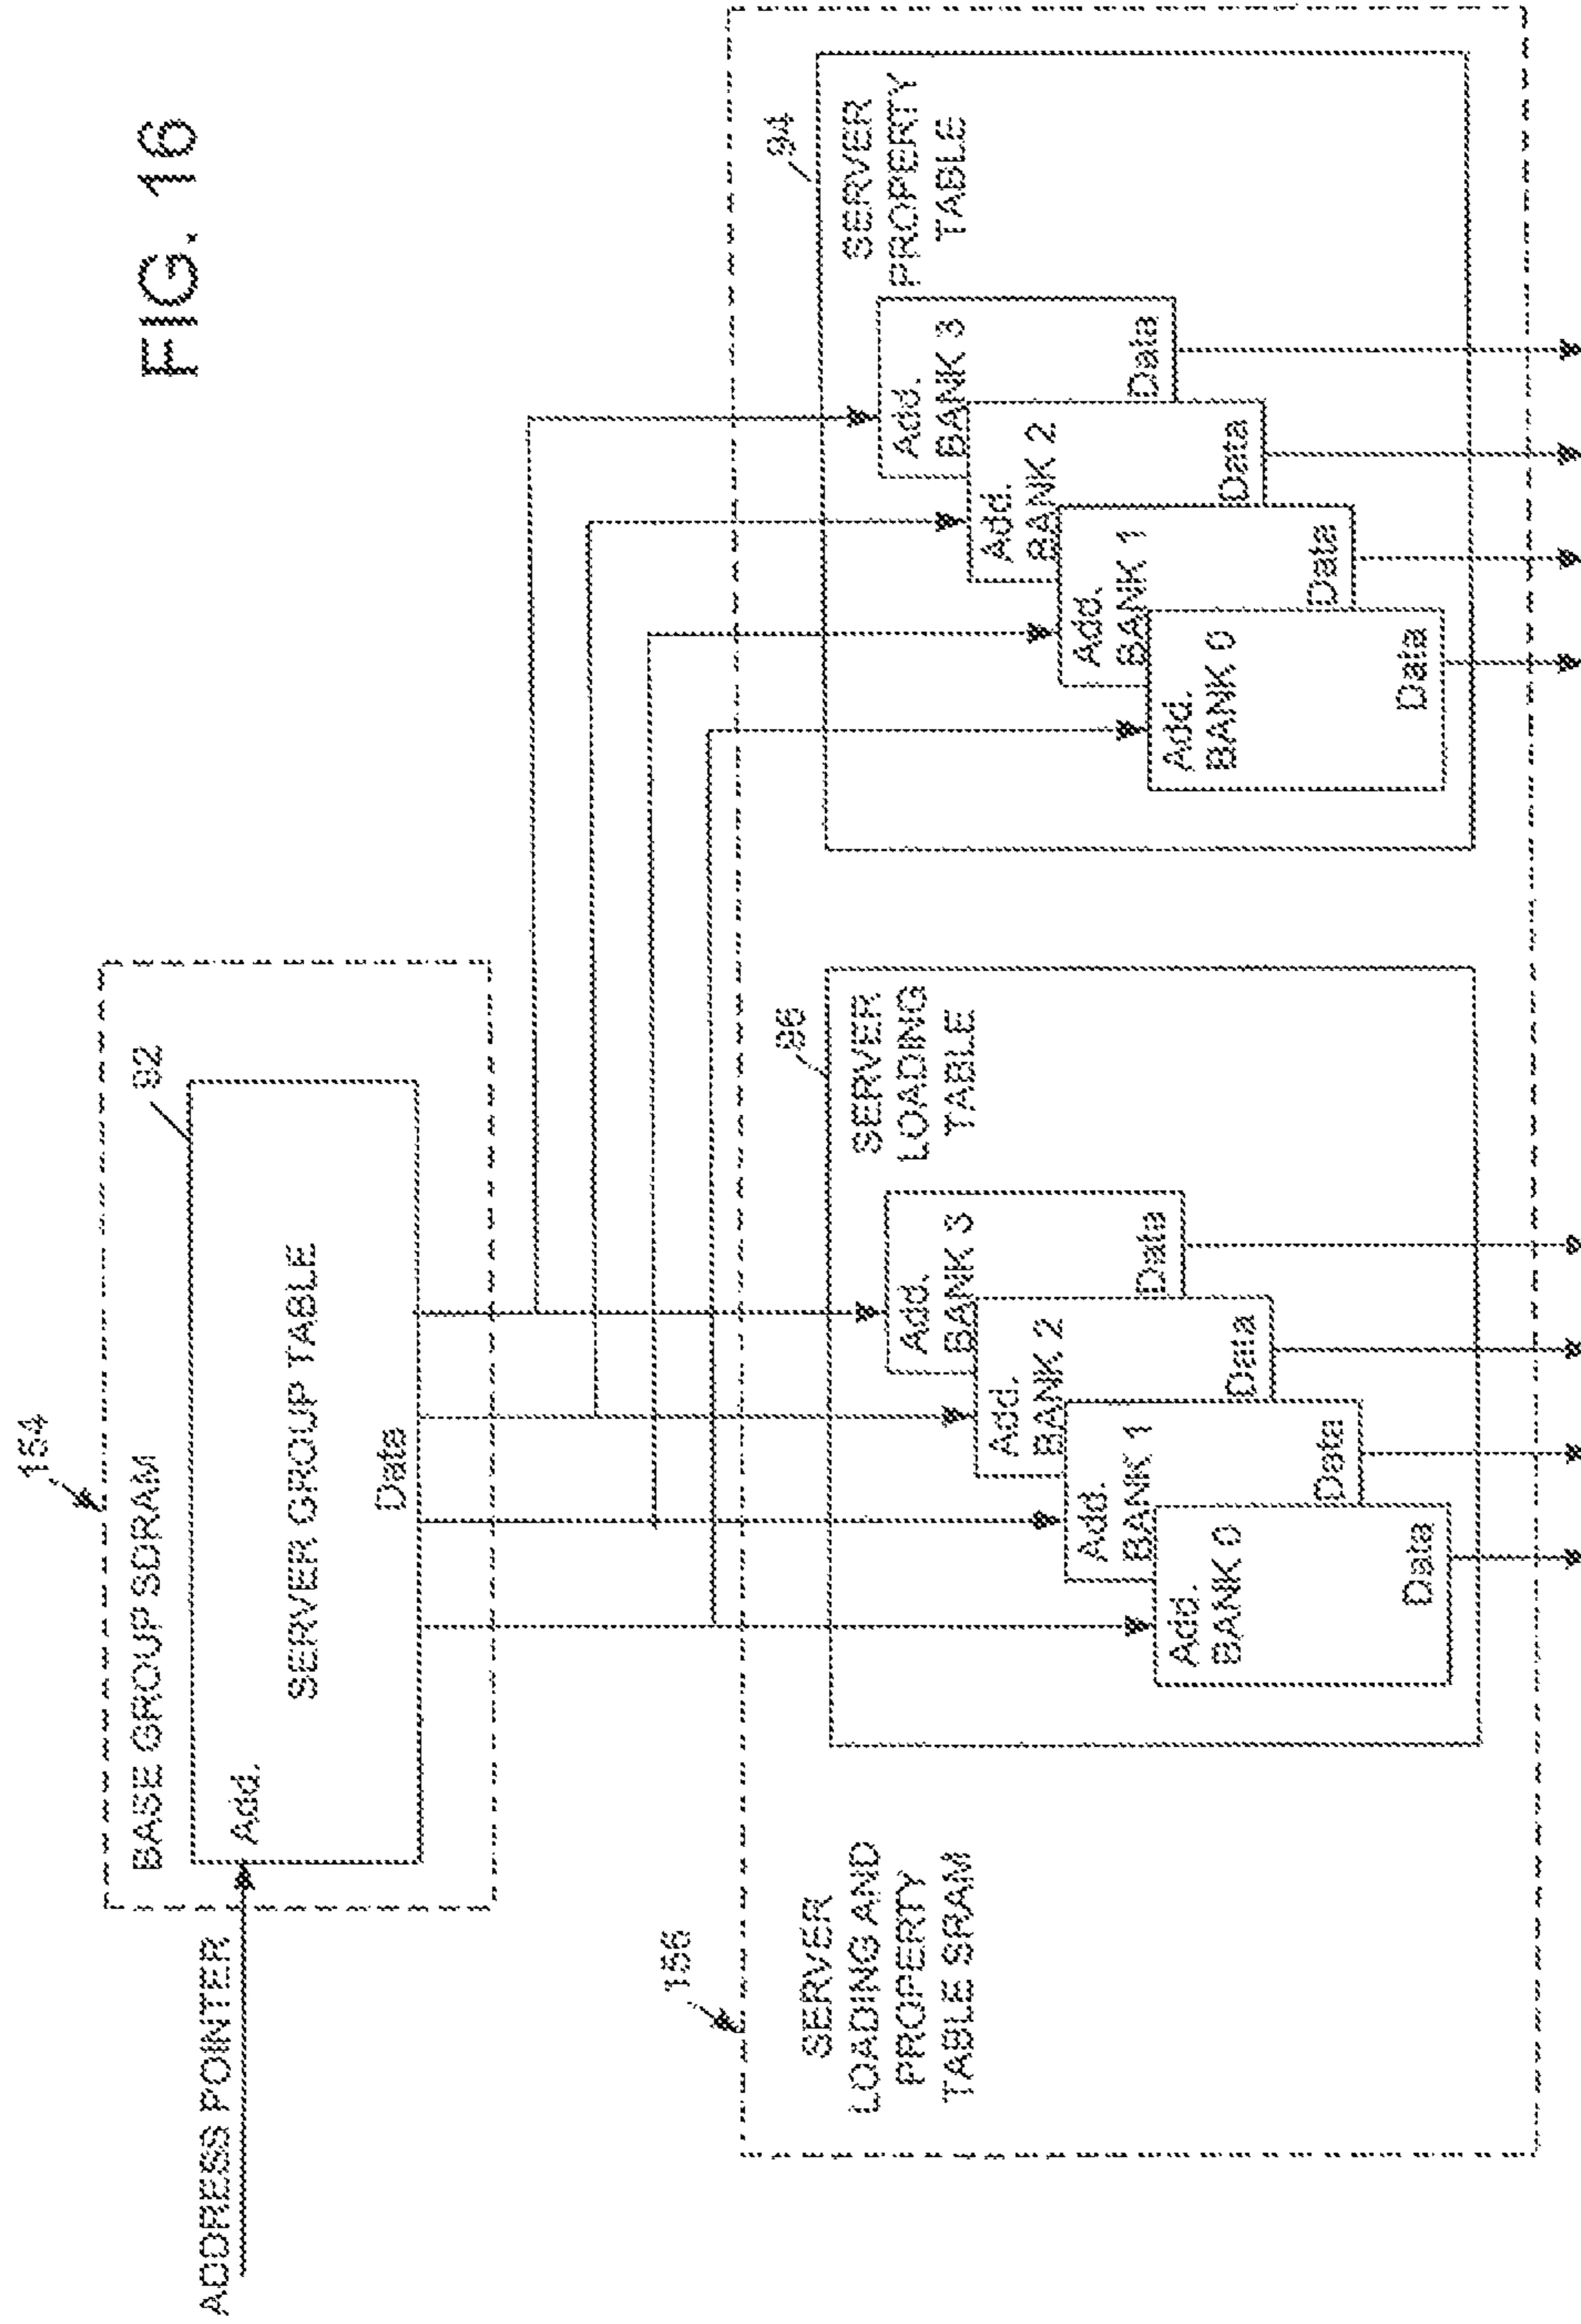 FIG. 16
ADDRESS POINTER
164
BASE GROUP SDRAM
92
Add.
SERVER GROUP TABLE
Data
166
SERVER
LOADING AND
PROPERTY
TABLE SRAM
86
SERVER
LOADING
TABLE
Add.
BANK 3
Data
Add.
BANK 2
Data
Add.
BANK 1
Data
Add.
BANK 0
Data
94
SERVER
PROPERTY
TABLE
Add.
BANK 3
Data
Add.
BANK 2
Data
Add.
BANK 1
Data
Add.
BANK 0
Data